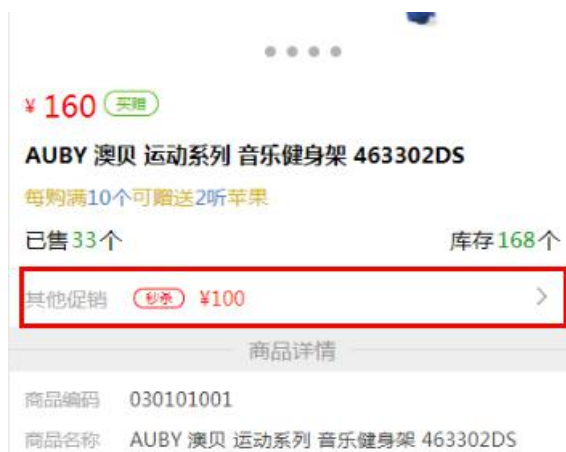 ¥ 160 买赠
AUBY 澳贝 运动系列 音乐健身架 463302DS
每购满10个可赠送2听苹果
已售33个 库存168个
其他促销 秒杀 ¥100
商品详情
商品编码 030101001
商品名称 AUBY 澳贝 运动系列 音乐健身架 463302DS